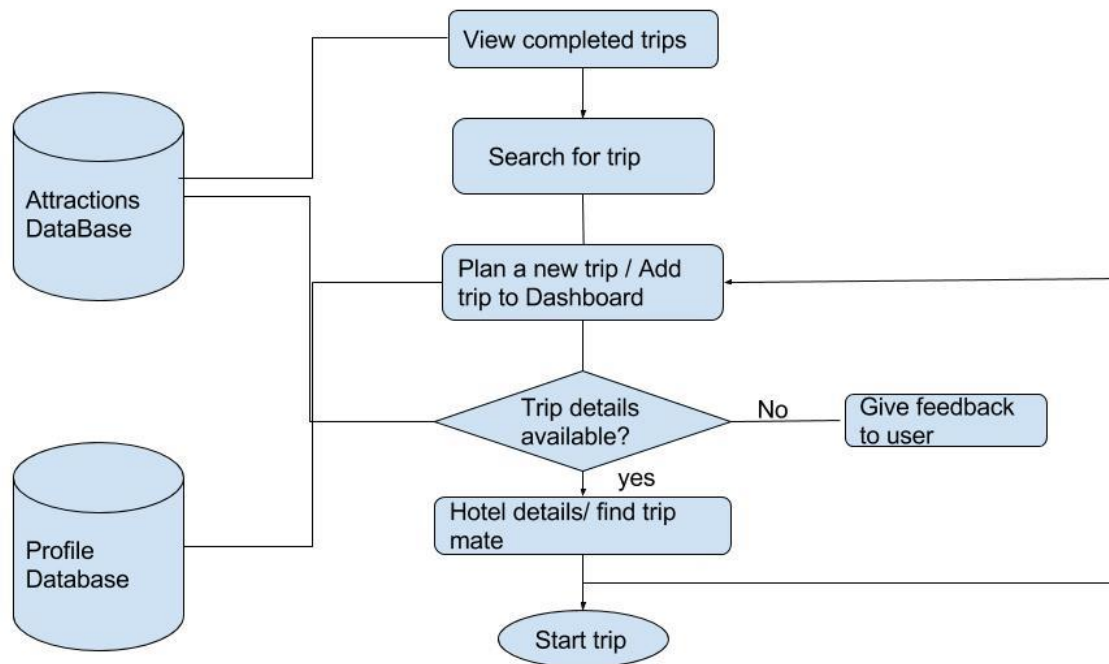 View completed trips
Search for trip
Attractions
DataBase
Plan a new trip / Add
trip to Dashboard
Trip details
available?
No
Give feedback
to user
yes
Hotel details/ find trip
mate
Profile
Database
Start trip